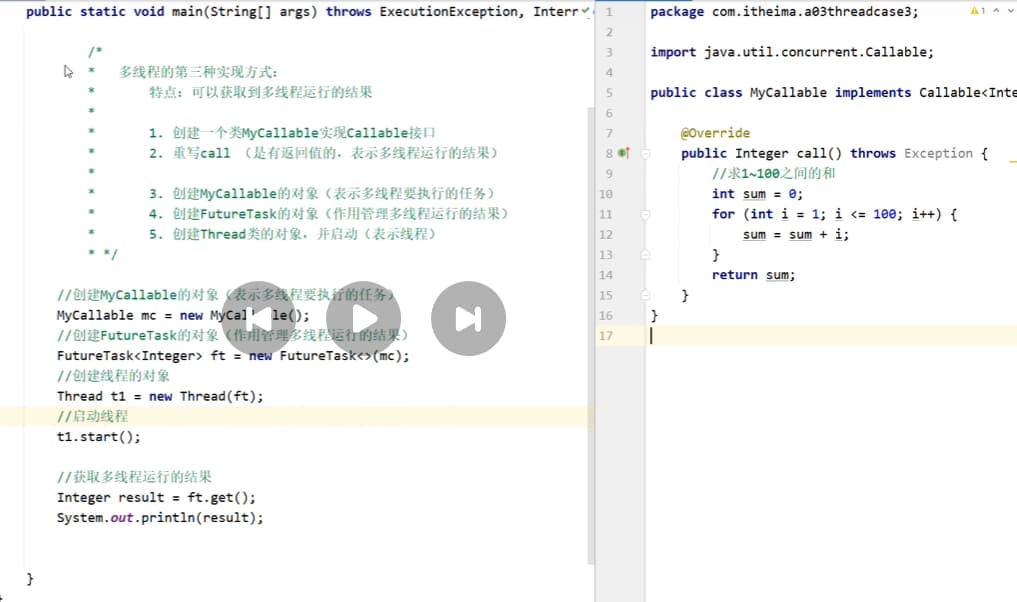 public static void main(String[] args) throws ExecutionException, Interr
/*
* 多线程的第三种实现方式:
* 特点: 可以获取到多线程运行的结果
*
* 1. 创建一个类MyCallable实现Callable接口
* 2. 重写call （是有返回值的，表示多线程运行的结果）
*
* 3. 创建MyCallable的对象（表示多线程要执行的任务）
* 4. 创建FutureTask的对象（作用管理多线程运行的结果）
* 5. 创建Thread类的对象，并启动（表示线程）
* */
//创建MyCallable的对象（表示多线程要执行的任务）
MyCallable mc = new MyCallable();
//创建FutureTask的对象（作用管理多线程运行的结果）
FutureTask<Integer> ft = new FutureTask<>(mc);
//创建线程的对象
Thread t1 = new Thread(ft);
//启动线程
t1.start();
//获取多线程运行的结果
Integer result = ft.get();
System.out.println(result);
}
1 package com.itheima.a03threadcase3;
1
2
3 import java.util.concurrent.Callable;
4
5 public class MyCallable implements Callable<Inte
6
7 @Override
8 public Integer call() throws Exception {
9 //求1~100之间的和
10 int sum = 0;
11 for (int i = 1; i <= 100; i++) {
12 sum = sum + i;
13 }
14 return sum;
15 }
16 }
17